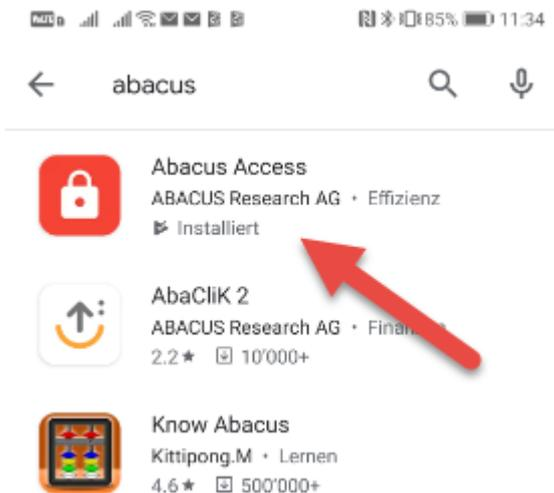 85% 11:34
abacus
Abacus Access
ABACUS Research AG • Effizienz
Installiert
AbaCliK 2
ABACUS Research AG •
2.2★ 10'000+
Know Abacus
Kittipong.M • Lernen
4.6★ 500'000+